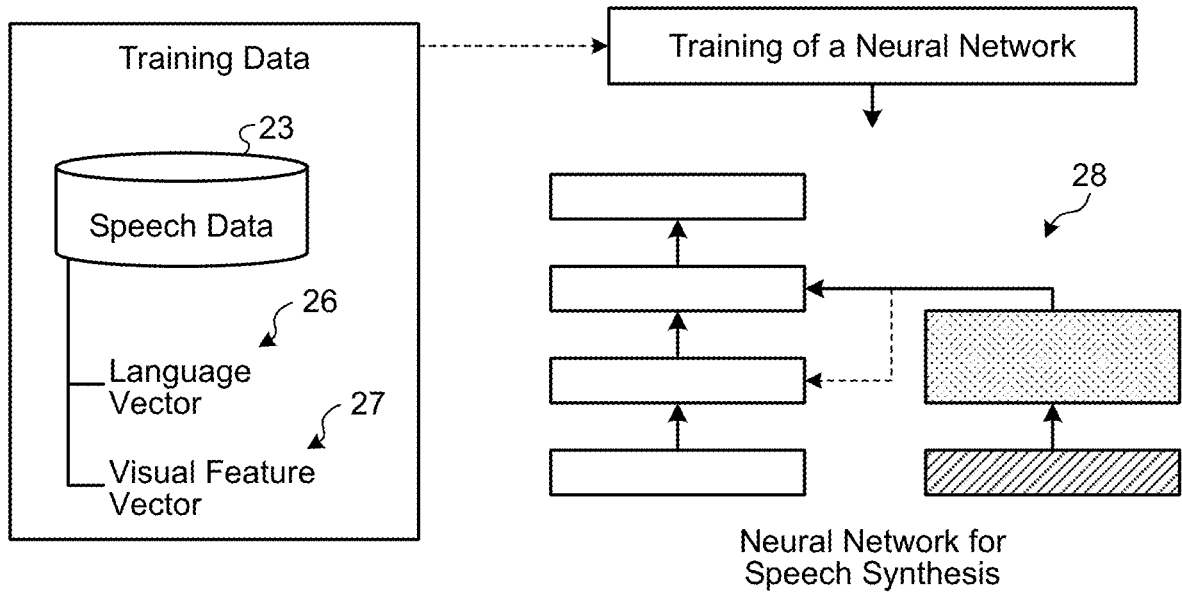 Training Data
23
Speech Data
26
Language
Vector
27
Visual Feature
Vector
Training of a Neural Network
28
Neural Network for
Speech Synthesis